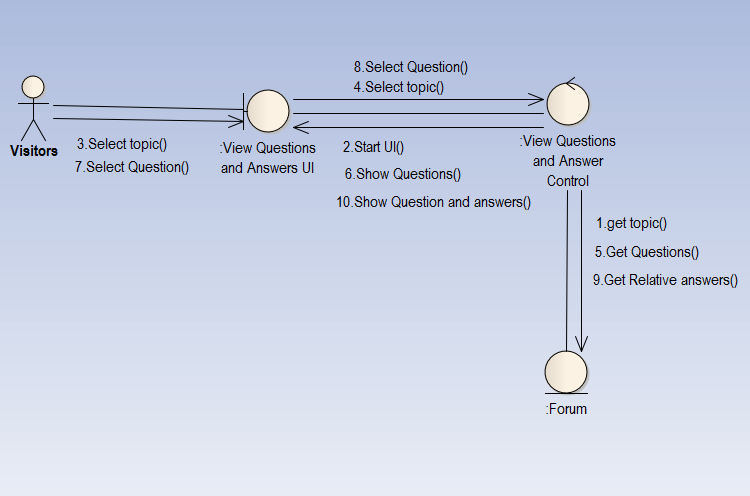 8.Select Question()
4.Select topic()
Visitors
3.Select topic()
7.Select Question()
:View Questions
and Answers UI
2.Start UI()
6.Show Questions()
10.Show Question and answers()
:View Questions
and Answer
Control
1.get topic()
5.Get Questions()
9.Get Relative answers()
:Forum